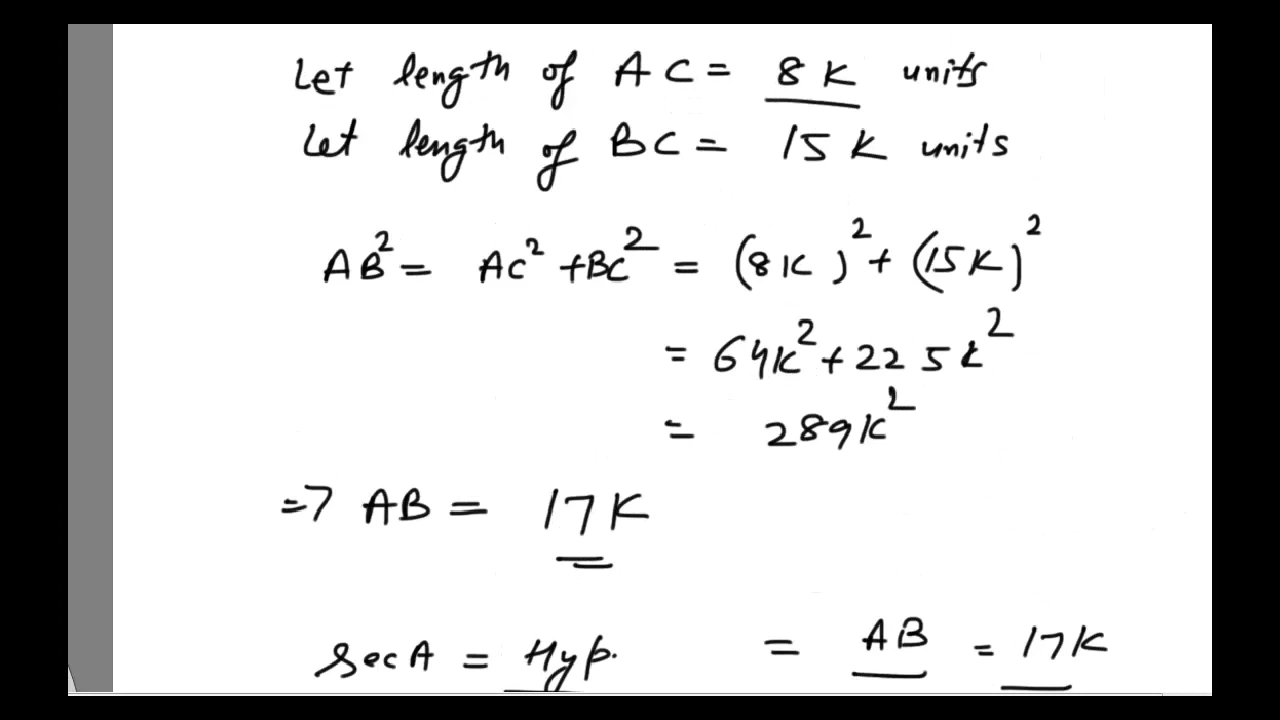 Let length of AC = 8K units
Let length of BC = 15K units
AB² = AC² + BC² = (8K)² + (15K)²
= 64K² + 225K²
= 289K²
=> AB = 17K
SecA = Hyp. = AB = 17K